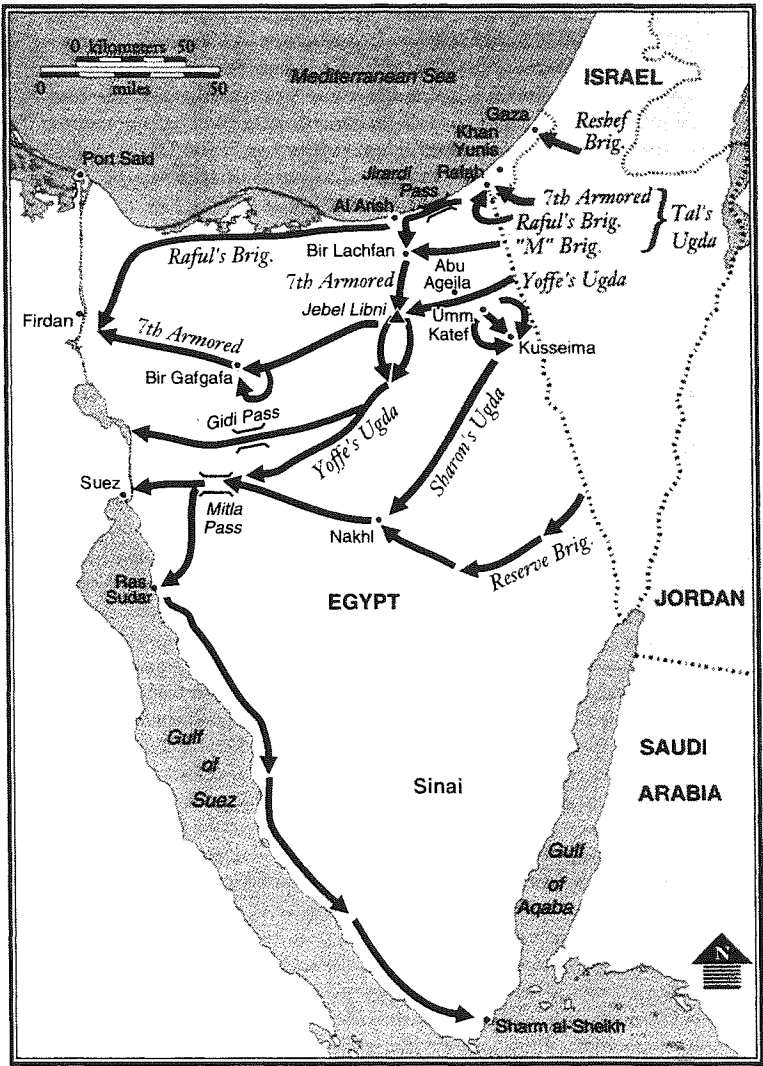 0 kilometers 50
0 miles 50
Mediterranean Sea
ISRAEL
Gaza
Reshef
Brig.
Khan
Yunis
Port Said
Jirardi
Pass
Rafah
7th Armored
Al Arish
Raful's Brig.
Tal's
Ugda
"M" Brig.
Raful's Brig.
Bir Lachfan
Abu
Ageila
7th Armored
Yoffe's Ugda
Jebel Libni
Firdan
Umm
Katef
7th Armored
Kusseima
Bir Gafgafa
Gidi Pass
Yoffe's Ugda
Sharon's Ugda
Suez
Mitla
Pass
Nakhl
Reserve Brig.
Ras
Sudar
EGYPT
JORDAN
Gulf
of
Suez
SAUDI
ARABIA
Sinai
Gulf
of
Aqaba
N
Sharm al-Sheikh